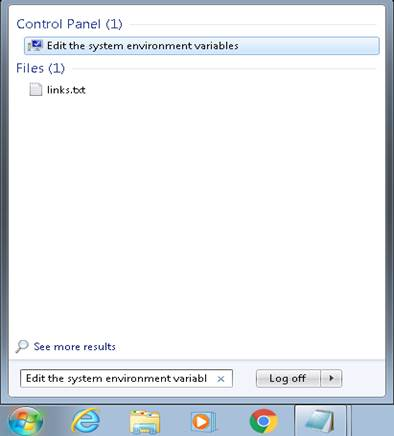 Control Panel (1)
Edit the system environment variables
Files (1)
links.txt
See more results
Edit the system environment variabl
Log off